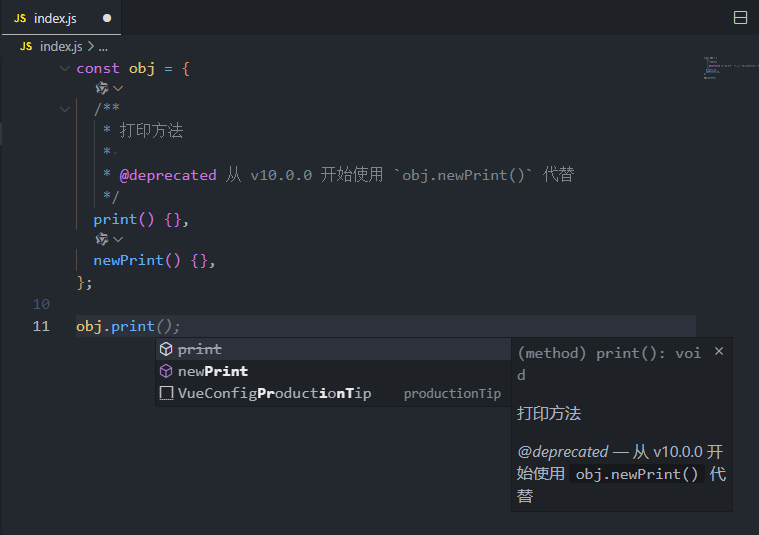 JS index.js
JS index.js > ...
const obj = {
/**
* 打印方法
*
* @deprecated 从 v10.0.0 开始使用 `obj.newPrint()` 代替
*/
print() {},
newPrint() {},
};
10
11 obj.print();
print
newPrint
VueConfigProductionTip productionTip
(method) print(): voi
d
打印方法
@deprecated — 从 v10.0.0 开
始使用 obj.newPrint() 代
替